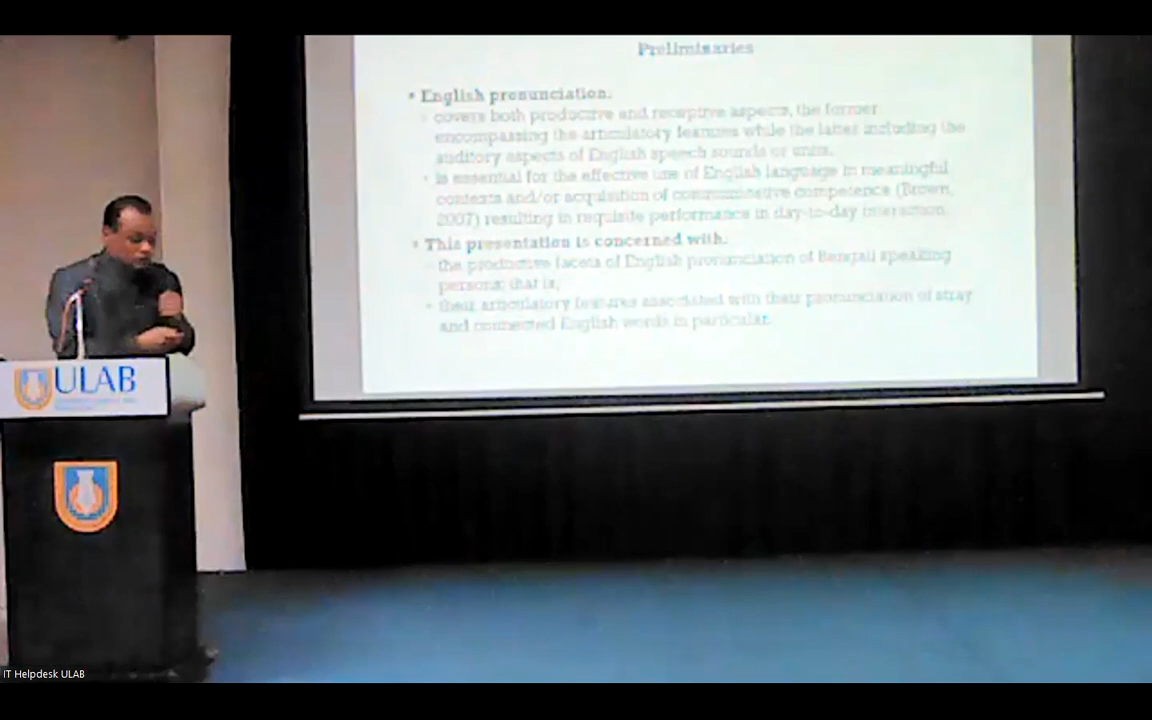 Preliminaries
• English pronunciation:
covers both productive and receptive aspects, the former
encompassing the articulatory features while the latter including the
auditory aspects of English speech sounds or units.
is essential for the effective use of English language in meaningful
contexts and/or acquisition of communicative competence (Brown,
2007) resulting in requisite performance in day-to-day interaction.
• This presentation is concerned with:
the productive facets of English pronunciation of Bengali speaking
persons; that is,
their articulatory features associated with their pronunciation of stray
and connected English words in particular.
ULAB
IT Helpdesk ULAB